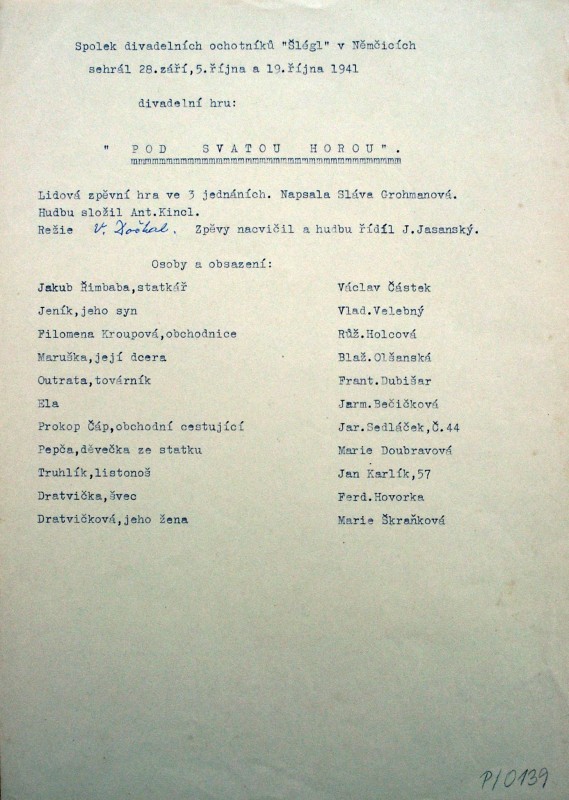 Spolek divadelních ochotníků "Šlégl" v Němčicích
sehrál 28.září,5.října a 19.října 1941
divadelní hru:
" POD SVATOU HOROU".
mmmmmmmmmmmmmmmmmmmmmmmmmmmmmmmmmmmmmm
Lidová zpěvní hra ve 3 jednáních. Napsala Sláva Grohmanová.
Hudbu složil Ant.Kincl.
Režie V. Dočkal. Zpěvy nacvičil a hudbu řídíl J.Jasanský.
Osoby a obsazení:
Jakub Římbaba,statkář Václav Částek
Jeník,jeho syn Vlad.Velebný
Filomena Kroupová,obchodnice Růž.Holcová
Maruška,její dcera Blaž.Olšanská
Outrata,továrník Frant.Dubišar
Ela Jarm.Bečičková
Prokop Čáp,obchodní cestující Jar.Sedláček,Č.44
Pepča,děvečka ze statku Marie Doubravová
Truhlík,listonoš Jan Karlík,57
Dratvička,švec Ferd.Hovorka
Dratvičková,jeho žena Marie Škraňková
P/0139